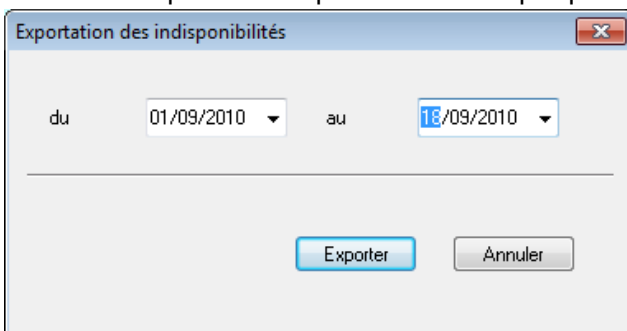 Exportation des indisponibilités
du 01/09/2010 au 18/09/2010
Exporter Annuler